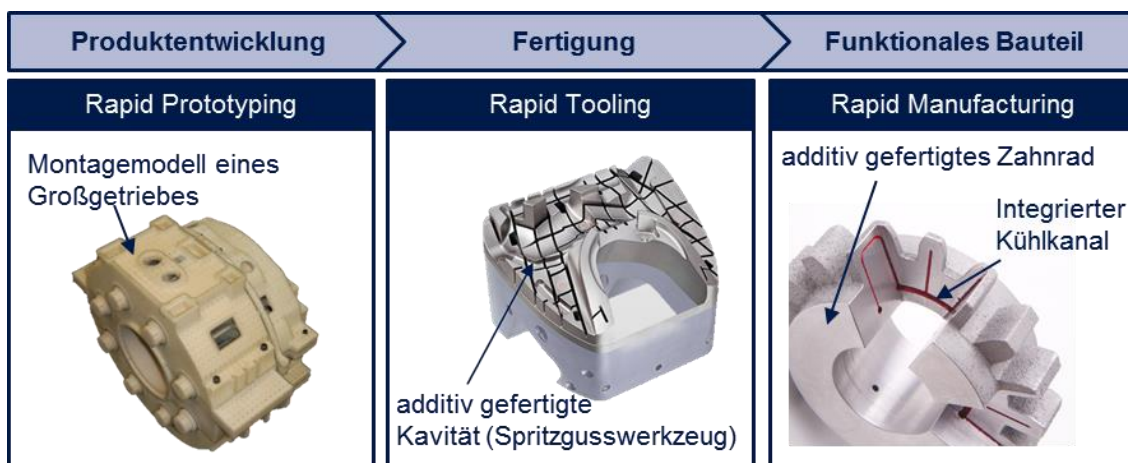 Produktentwicklung
Fertigung
Funktionales Bauteil
Rapid Prototyping
Rapid Tooling
Rapid Manufacturing
Montagemodell eines
Großgetriebes
additiv gefertigte
Kavität (Spritzgusswerkzeug)
additiv gefertigtes Zahnrad
Integrierter
Kühlkanal